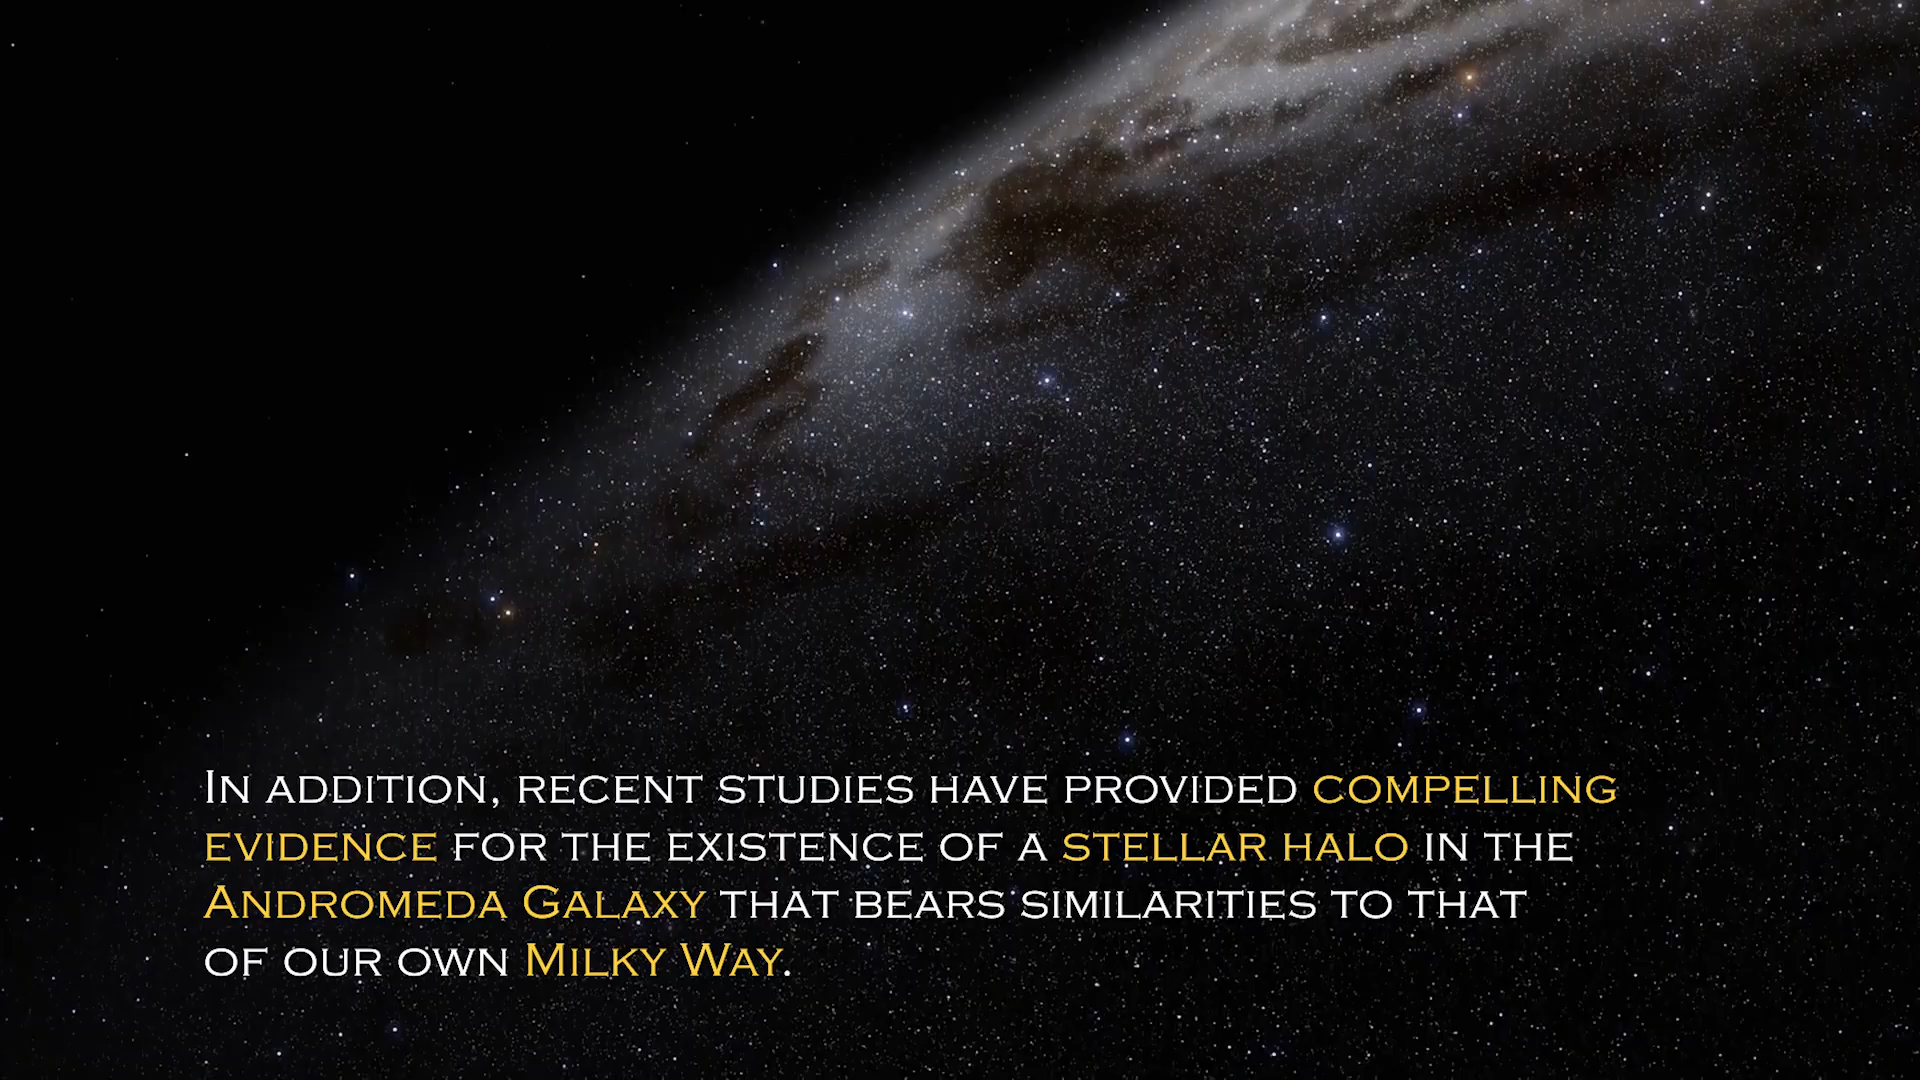 In addition, recent studies have provided compelling
evidence for the existence of a stellar halo in the
Andromeda Galaxy that bears similarities to that
of our own Milky Way.